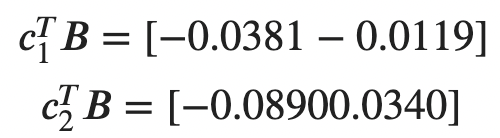 c₁ᵀB = [−0.0381 − 0.0119]
c₂ᵀB = [−0.08900.0340]